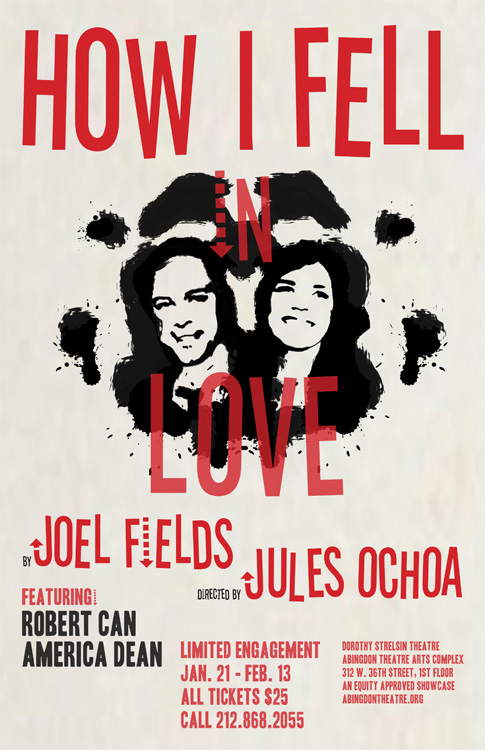 HOW I FELL
IN
LOVE
BY JOEL FIELDS
DIRECTED BY JULES OCHOA
FEATURING:
ROBERT CAN
AMERICA DEAN
LIMITED ENGAGEMENT
JAN. 21 - FEB. 13
ALL TICKETS $25
CALL 212.868.2055
DOROTHY STRELSIN THEATRE
ABINGDON THEATRE ARTS COMPLEX
312 W. 36TH STREET, 1ST FLOOR
AN EQUITY APPROVED SHOWCASE
ABINGDONTHEATRE.ORG